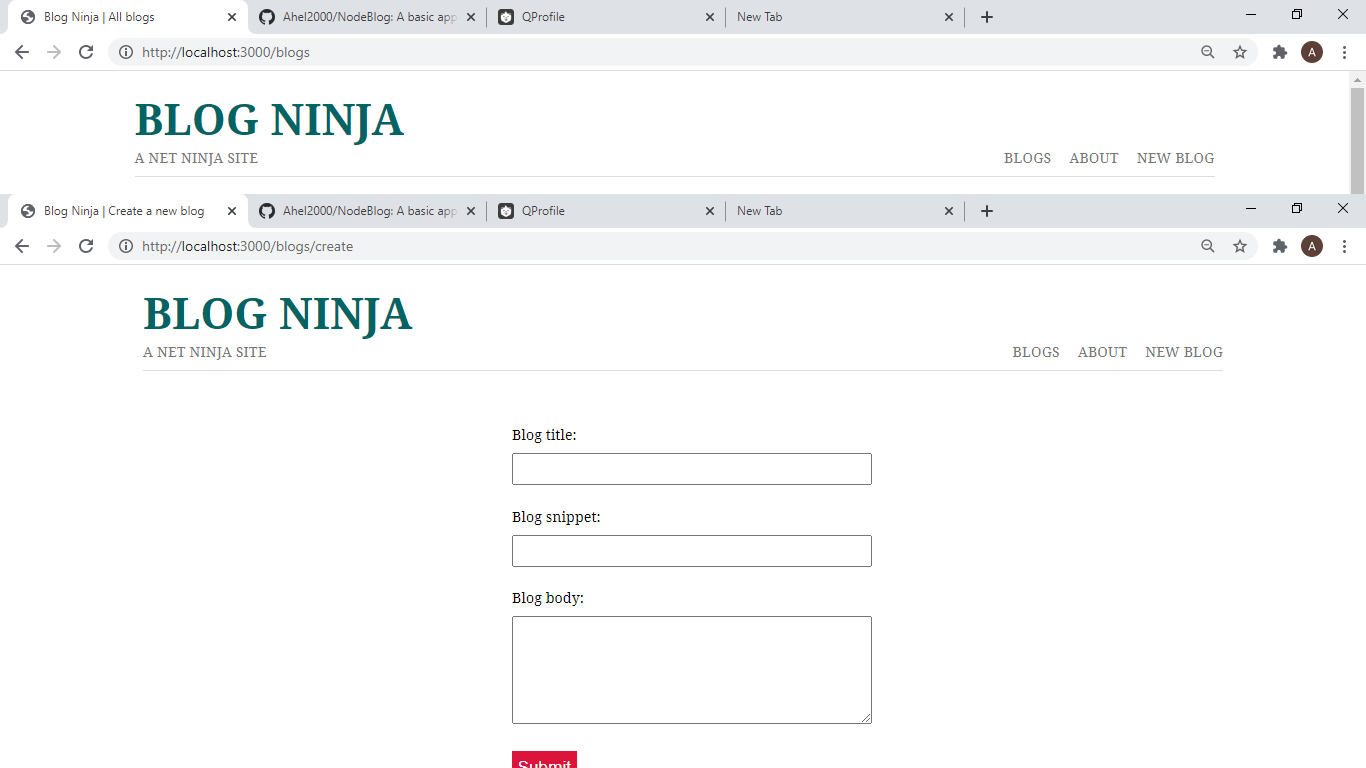 Blog Ninja | All blogs
Ahel2000/NodeBlog: A basic app
QProfile
New Tab
http://localhost:3000/blogs
A
BLOG NINJA
A NET NINJA SITE
BLOGS ABOUT NEW BLOG
Blog Ninja | Create a new blog
Ahel2000/NodeBlog: A basic app
QProfile
New Tab
http://localhost:3000/blogs/create
A
BLOG NINJA
A NET NINJA SITE
BLOGS ABOUT NEW BLOG
Blog title:
Blog snippet:
Blog body:
Submit